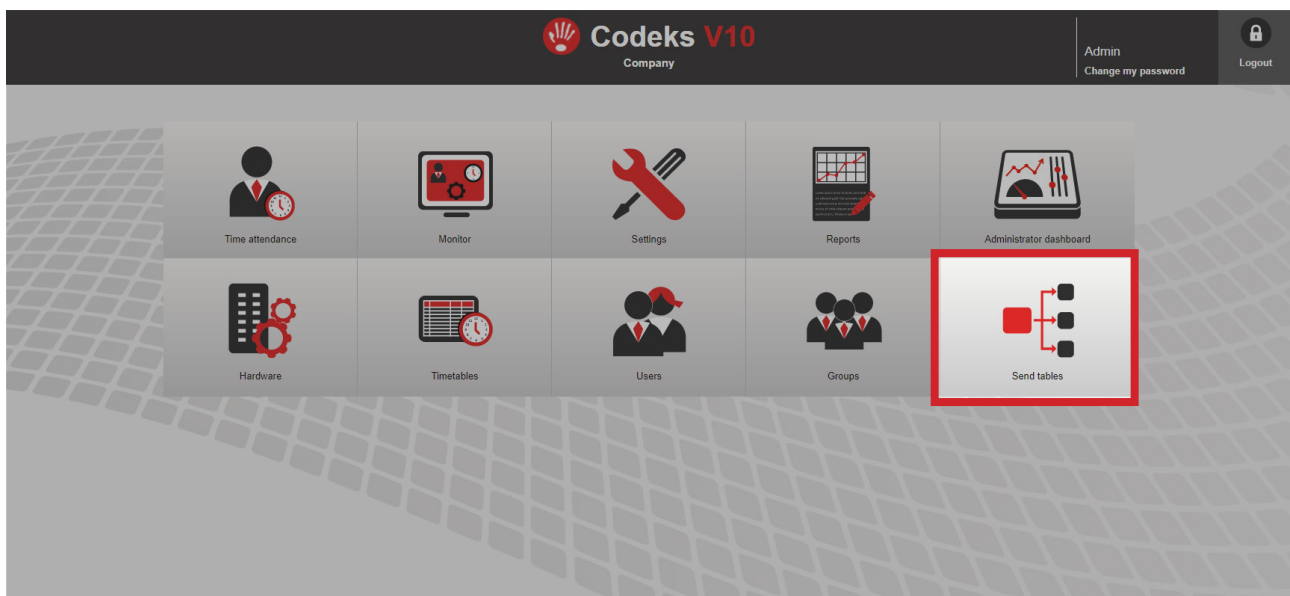 Codeks V10
Company
Admin
Change my password
Logout
Time attendance
Monitor
Settings
Reports
Administrator dashboard
Hardware
Timetables
Users
Groups
Send tables